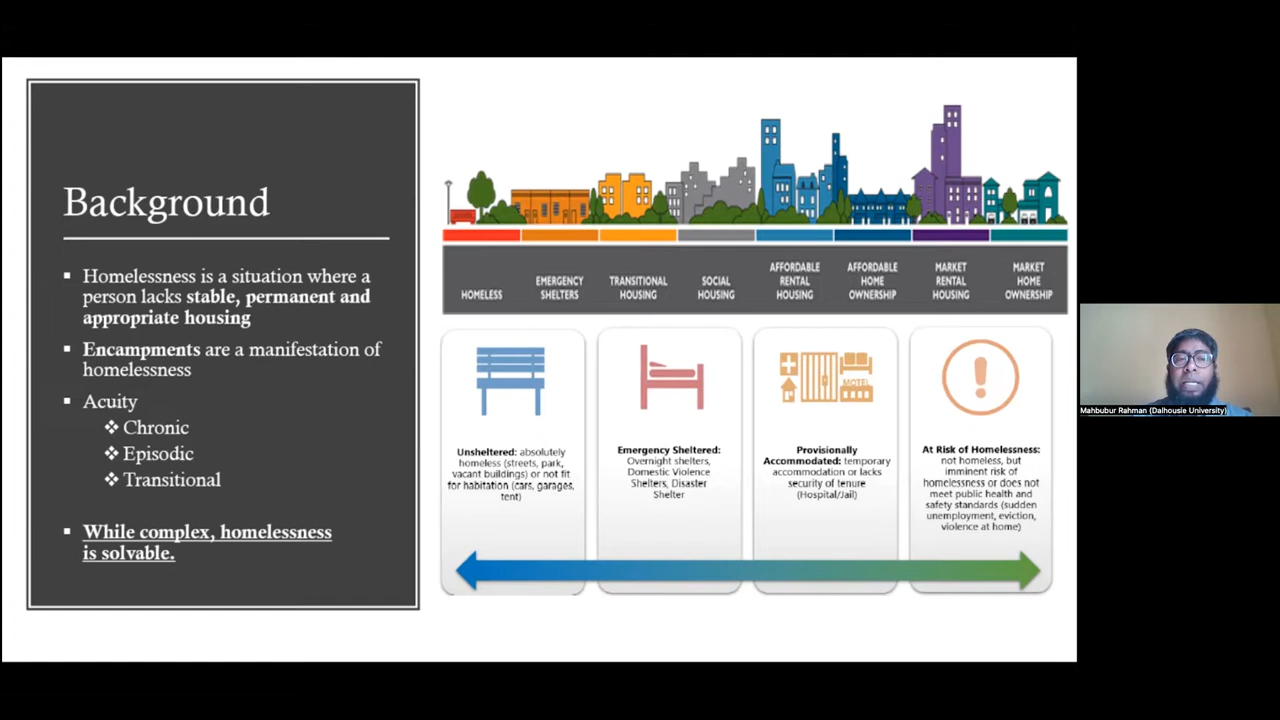 Background
▪ Homelessness is a situation where a
person lacks stable, permanent and
appropriate housing
▪ Encampments are a manifestation of
homelessness
▪ Acuity
❖ Chronic
❖ Episodic
❖ Transitional
▪ While complex, homelessness
is solvable.
HOMELESS
EMERGENCY
SHELTERS
TRANSITIONAL
HOUSING
SOCIAL
HOUSING
AFFORDABLE
RENTAL
HOUSING
AFFORDABLE
HOME
OWNERSHIP
MARKET
RENTAL
HOUSING
MARKET
HOME
OWNERSHIP
Unsheltered: absolutely
homeless (streets, park,
vacant buildings) or not fit
for habitation (cars, garages,
tent)
Emergency Sheltered:
Overnight shelters,
Domestic Violence
Shelters, Disaster
Shelter
MOTEL
Provisionally
Accommodated: temporary
accommodation or lacks
security of tenure
(Hospital/Jail)
At Risk of Homelessness:
not homeless, but
imminent risk of
homelessness or does not
meet public health and
safety standards (sudden
unemployment, eviction,
violence at home)
Mahbubur Rahman (Dalhousie University)